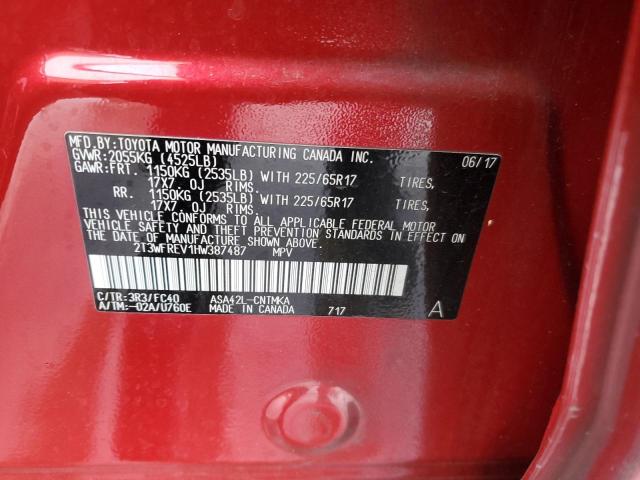 MFD.BY:TOYOTA MOTOR MANUFACTURING CANADA INC. 06/17
GVWR:2055KG (4525LB)
GAWR:FRT. 1150KG (2535LB) WITH 225/65R17 TIRES,
17X7. OJ RIMS.
RR. 1150KG (2535LB) WITH 225/65R17 TIRES,
17X7. OJ RIMS.
THIS VEHICLE CONFORMS TO ALL APPLICABLE FEDERAL MOTOR
VEHICLE SAFETY AND THEFT PREVENTION STANDARDS IN EFFECT
ON THE DATE OF MANUFACTURE SHOWN ABOVE.
2T3WFREV1HW387487 MPV
C/TR:3R3/FC40 ASA42L-CNTMKA
A/TM:-02A/U760E MADE IN CANADA 717 A